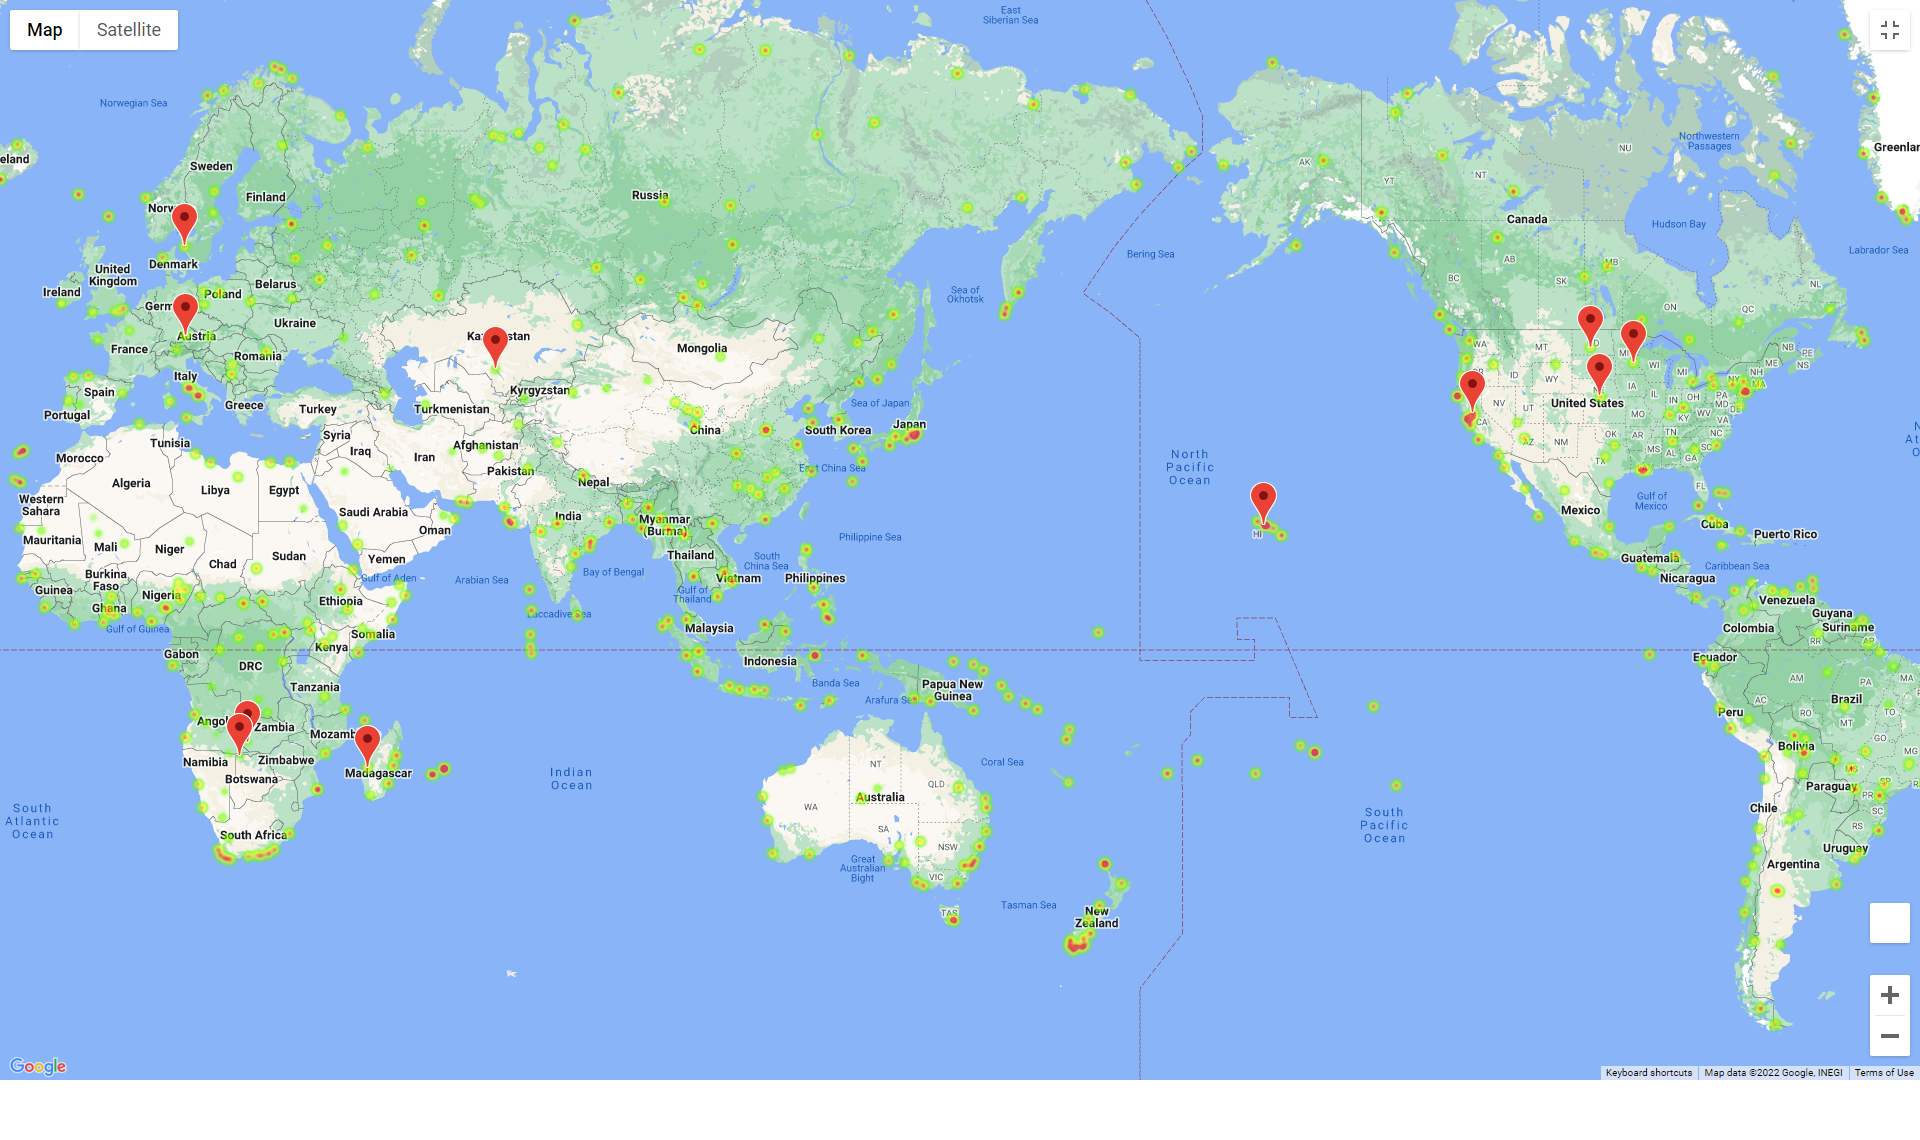 Map
Satellite
East
Siberian Sea
Norwegian Sea
eland
Sweden
Finland
Norw
Russia
Denmark
United
Kingdom
Ireland
Belarus
Germ
Poland
Ukraine
Austria
France
Romania
Italy
Spain
Portugal
Greece
Turkey
Kaz
stan
Mongolia
Kyrgyzstan
Turkmenistan
Sea of
Okhotsk
Sea of Japan
Japan
South Korea
China
Tunisia
Morocco
Syria
Iraq
Iran
Afghanistan
Pakistan
Nepal
East China Sea
Algeria
Libya
Egypt
Western
Sahara
Saudi Arabia
Oman
India
Myanmar
(Burma)
Mauritania
Mali
Niger
Chad
Sudan
Yemen
Gulf of Aden
Arabian Sea
Bay of Bengal
Thailand
South
China Sea
Vietnam
Philippines
Philippine Sea
Gulf of
Thailand
Burkina
Faso
Guinea
Ghana
Nigeria
Ethiopia
Gulf of Guinea
Laccadive Sea
Somalia
Malaysia
Gabon
Kenya
DRC
Indonesia
Tanzania
Banda Sea
Arafura Sea
Papua New
Guinea
Angol
Zambia
Mozamb
Namibia
Zimbabwe
Botswana
Madagascar
Indian
Ocean
Coral Sea
South
Atlantic
Ocean
South Africa
NT
QLD
Australia
WA
SA
NSW
VIC
TAS
Great
Australian
Bight
Tasman Sea
New
Zealand
Bering Sea
North
Pacific
Ocean
HI
South
Pacific
Ocean
AK
YT
NT
NU
Northwestern
Passages
Greenlan
Canada
Hudson Bay
Labrador Sea
BC
AB
SK
MB
ON
QC
NL
NB
PE
NS
WA
MT
ID
WY
NV
UT
CA
AZ
NM
United States
WI
MI
IA
IL
IN
OH
PA
NY
NH
ME
MA
MD
DE
MO
KY
WV
VA
OK
AR
TN
NC
SC
MS
AL
GA
TX
FL
Gulf of
Mexico
Mexico
Cuba
Puerto Rico
Guatemala
Caribbean Sea
Nicaragua
Venezuela
Guyana
Suriname
Colombia
RR
AP
Ecuador
AM
PA
MA
Brazil
AC
RO
TO
MT
Peru
Bolivia
GO
MG
MS
SP
Paraguay
PR
SC
RS
Chile
Uruguay
Argentina
Google
Keyboard shortcuts
Map data ©2022 Google, INEGI
Terms of Use